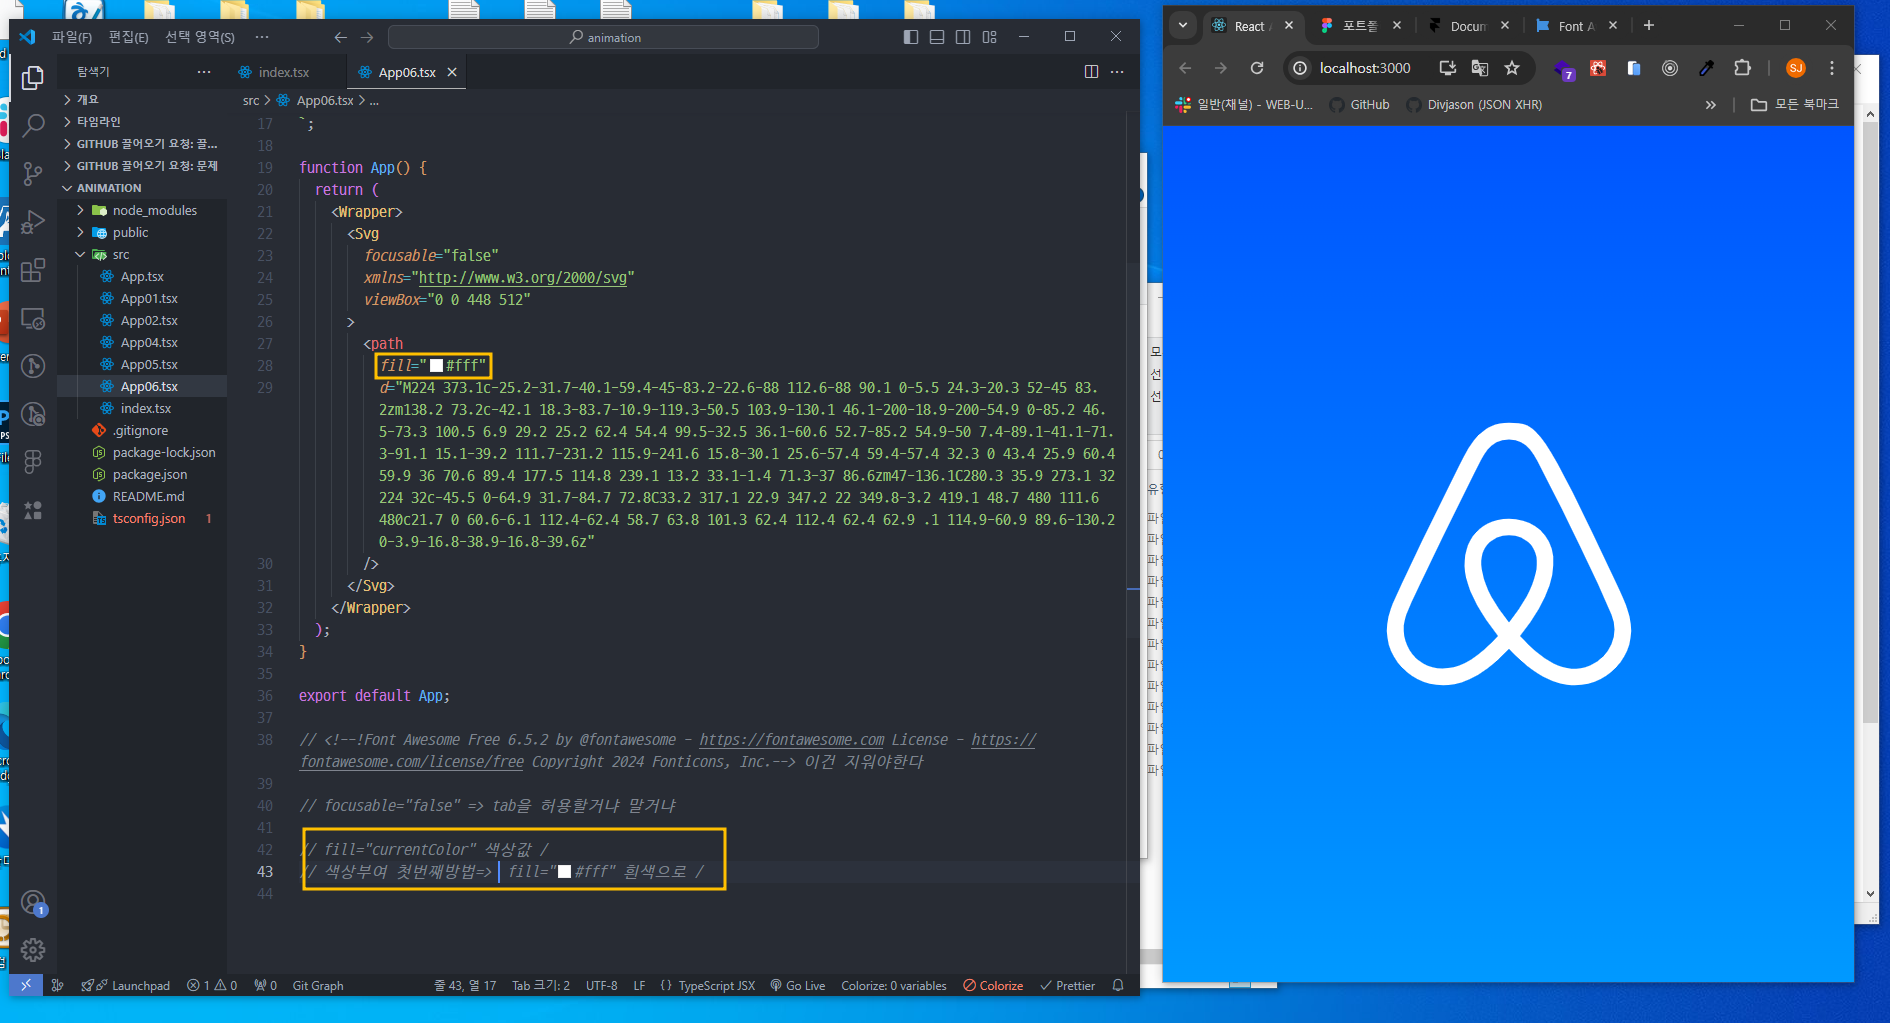 파일(F) 편집(E) 선택 영역(S) ···
animation
탐색기 ···
index.tsx
App06.tsx
개요
타임라인
GITHUB 끌어오기 요청: 끌...
GITHUB 끌어오기 요청: 문제
ANIMATION
node_modules
public
src
App.tsx
App01.tsx
App02.tsx
App04.tsx
App05.tsx
App06.tsx
index.tsx
.gitignore
package-lock.json
package.json
README.md
tsconfig.json 1
1
src > App06.tsx > ...
17 `;
18
19 function App() {
20 return (
21 <Wrapper>
22 <Svg
23 focusable="false"
24 xmlns="http://www.w3.org/2000/svg"
25 viewBox="0 0 448 512"
26 >
27 <path
28 fill="#fff"
29 d="M224 373.1c-25.2-31.7-40.1-59.4-45-83.2-22.6-88 112.6-88 90.1 0-5.5 24.3-20.3 52-45 83.
2zm138.2 73.2c-42.1 18.3-83.7-10.9-119.3-50.5 103.9-130.1 46.1-200-18.9-200-54.9 0-85.2 46.
5-73.3 100.5 6.9 29.2 25.2 62.4 54.4 99.5-32.5 36.1-60.6 52.7-85.2 54.9-50 7.4-89.1-41.1-71.
3-91.1 15.1-39.2 111.7-231.2 115.9-241.6 15.8-30.1 25.6-57.4 59.4-57.4 32.3 0 43.4 25.9 60.4
59.9 36 70.6 89.4 177.5 114.8 239.1 13.2 33.1-1.4 71.3-37 86.6zm47-136.1C280.3 35.9 273.1 32
224 32c-45.5 0-64.9 31.7-84.7 72.8C33.2 317.1 22.9 347.2 22 349.8-3.2 419.1 48.7 480 111.6
480c21.7 0 60.6-6.1 112.4-62.4 58.7 63.8 101.3 62.4 112.4 62.4 62.9 .1 114.9-60.9 89.6-130.2
0-3.9-16.8-38.9-16.8-39.6z"
30 />
31 </Svg>
32 </Wrapper>
33 );
34 }
35
36 export default App;
37
38 // <!--!Font Awesome Free 6.5.2 by @fontawesome - https://fontawesome.com License - https://
fontawesome.com/license/free Copyright 2024 Fonticons, Inc.--> 이건 지워야한다
39
40 // focusable="false" => tab을 허용할거냐 말거냐
41
42 // fill="currentColor" 색상값 /
43 // 색상부여 첫번째방법=> fill="#fff" 흰색으로 /
44
Launchpad 1 0 0 Git Graph 줄 43, 열 17 Tab 크기: 2 UTF-8 LF {} TypeScript JSX Go Live Colorize: 0 variables Colorize Prettier
React 포트폴 Docum Font A
localhost:3000 7 SJ
일반(채널) - WEB-U... GitHub Divjason (JSON XHR) » 모든 북마크